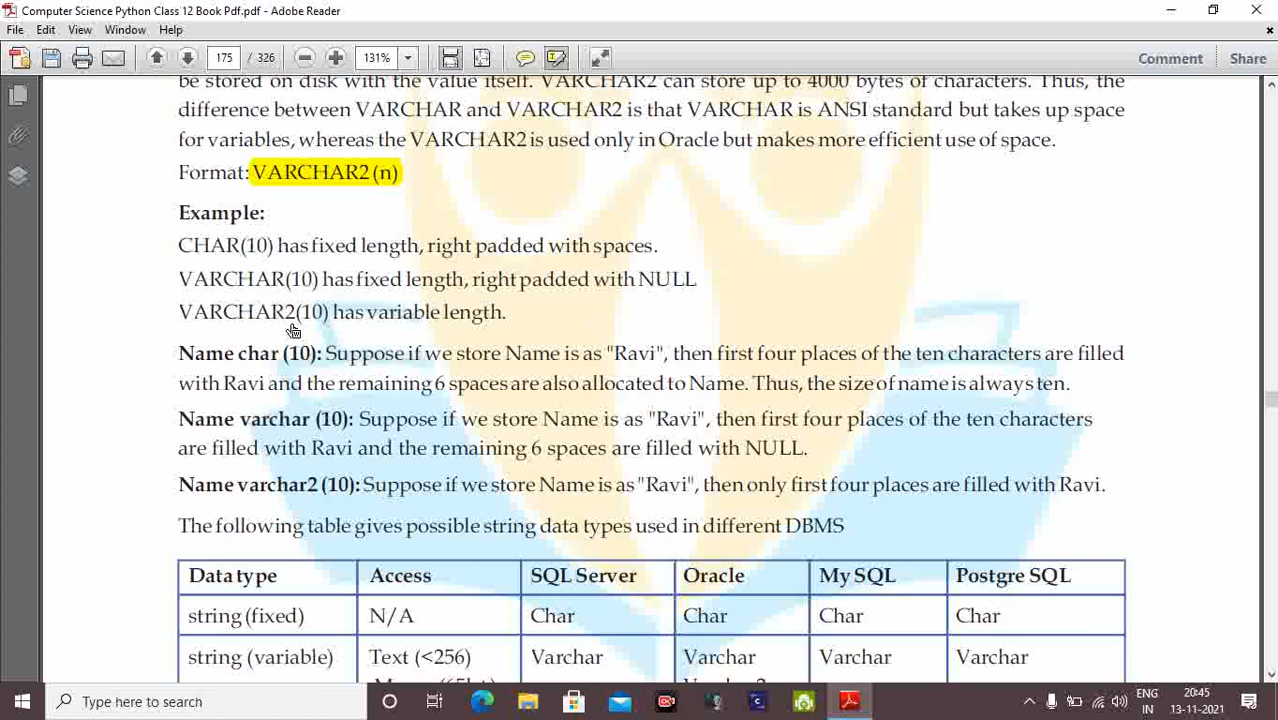 Computer Science Python Class 12 Book Pdf.pdf - Adobe Reader
File Edit View Window Help
175 / 326 131% Comment Share
be stored on disk with the value itself. VARCHAR2 can store up to 4000 bytes of characters. Thus, the
difference between VARCHAR and VARCHAR2 is that VARCHAR is ANSI standard but takes up space
for variables, whereas the VARCHAR2 is used only in Oracle but makes more efficient use of space.
Format: VARCHAR2 (n)
Example:
CHAR(10) has fixed length, right padded with spaces.
VARCHAR(10) has fixed length, right padded with NULL
VARCHAR2(10) has variable length.
Name char (10): Suppose if we store Name is as "Ravi", then first four places of the ten characters are filled
with Ravi and the remaining 6 spaces are also allocated to Name. Thus, the size of name is always ten.
Name varchar (10): Suppose if we store Name is as "Ravi", then first four places of the ten characters
are filled with Ravi and the remaining 6 spaces are filled with NULL.
Name varchar2 (10): Suppose if we store Name is as "Ravi", then only first four places are filled with Ravi.
The following table gives possible string data types used in different DBMS
Data type Access SQL Server Oracle My SQL Postgre SQL
string (fixed) N/A Char Char Char Char
string (variable) Text (<256) Varchar Varchar Varchar Varchar
Type here to search ENG 20:45
IN 13-11-2021